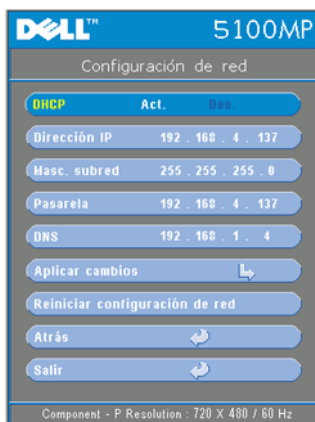 DELL™ 5100MP
Configuración de red
DHCP Act. Des.
Dirección IP 192 . 168 . 4 . 137
Masc. subred 255 . 255 . 255 . 0
Pasarela 192 . 168 . 4 . 137
DNS 192 . 168 . 1 . 4
Aplicar cambios
Reiniciar configuración de red
Atrás
Salir
Component - P Resolution : 720 X 480 / 60 Hz